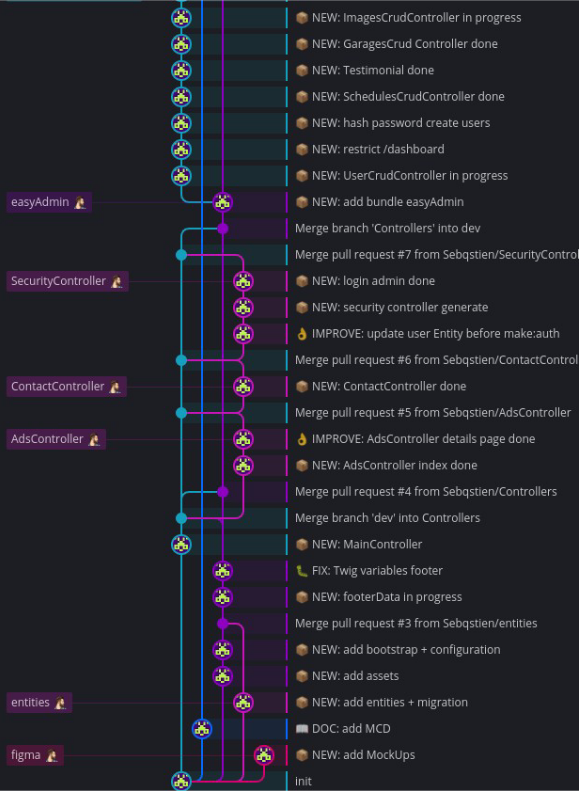 📦 NEW: ImagesCrudController in progress
📦 NEW: GaragesCrud Controller done
📦 NEW: Testimonial done
📦 NEW: SchedulesCrudController done
📦 NEW: hash password create users
📦 NEW: restrict /dashboard
📦 NEW: UserCrudController in progress
easyAdmin 📦 NEW: add bundle easyAdmin
Merge branch 'Controllers' into dev
Merge pull request #7 from Sebqstien/SecurityControl
SecurityController 📦 NEW: login admin done
📦 NEW: security controller generate
👌 IMPROVE: update user Entity before make:auth
Merge pull request #6 from Sebqstien/ContactControl
ContactController 📦 NEW: ContactController done
Merge pull request #5 from Sebqstien/AdsController
AdsController 👌 IMPROVE: AdsController details page done
📦 NEW: AdsController index done
Merge pull request #4 from Sebqstien/Controllers
Merge branch 'dev' into Controllers
📦 NEW: MainController
🐛 FIX: Twig variables footer
📦 NEW: footerData in progress
Merge pull request #3 from Sebqstien/entities
📦 NEW: add bootstrap + configuration
📦 NEW: add assets
entities 📦 NEW: add entities + migration
📖 DOC: add MCD
figma 📦 NEW: add MockUps
init